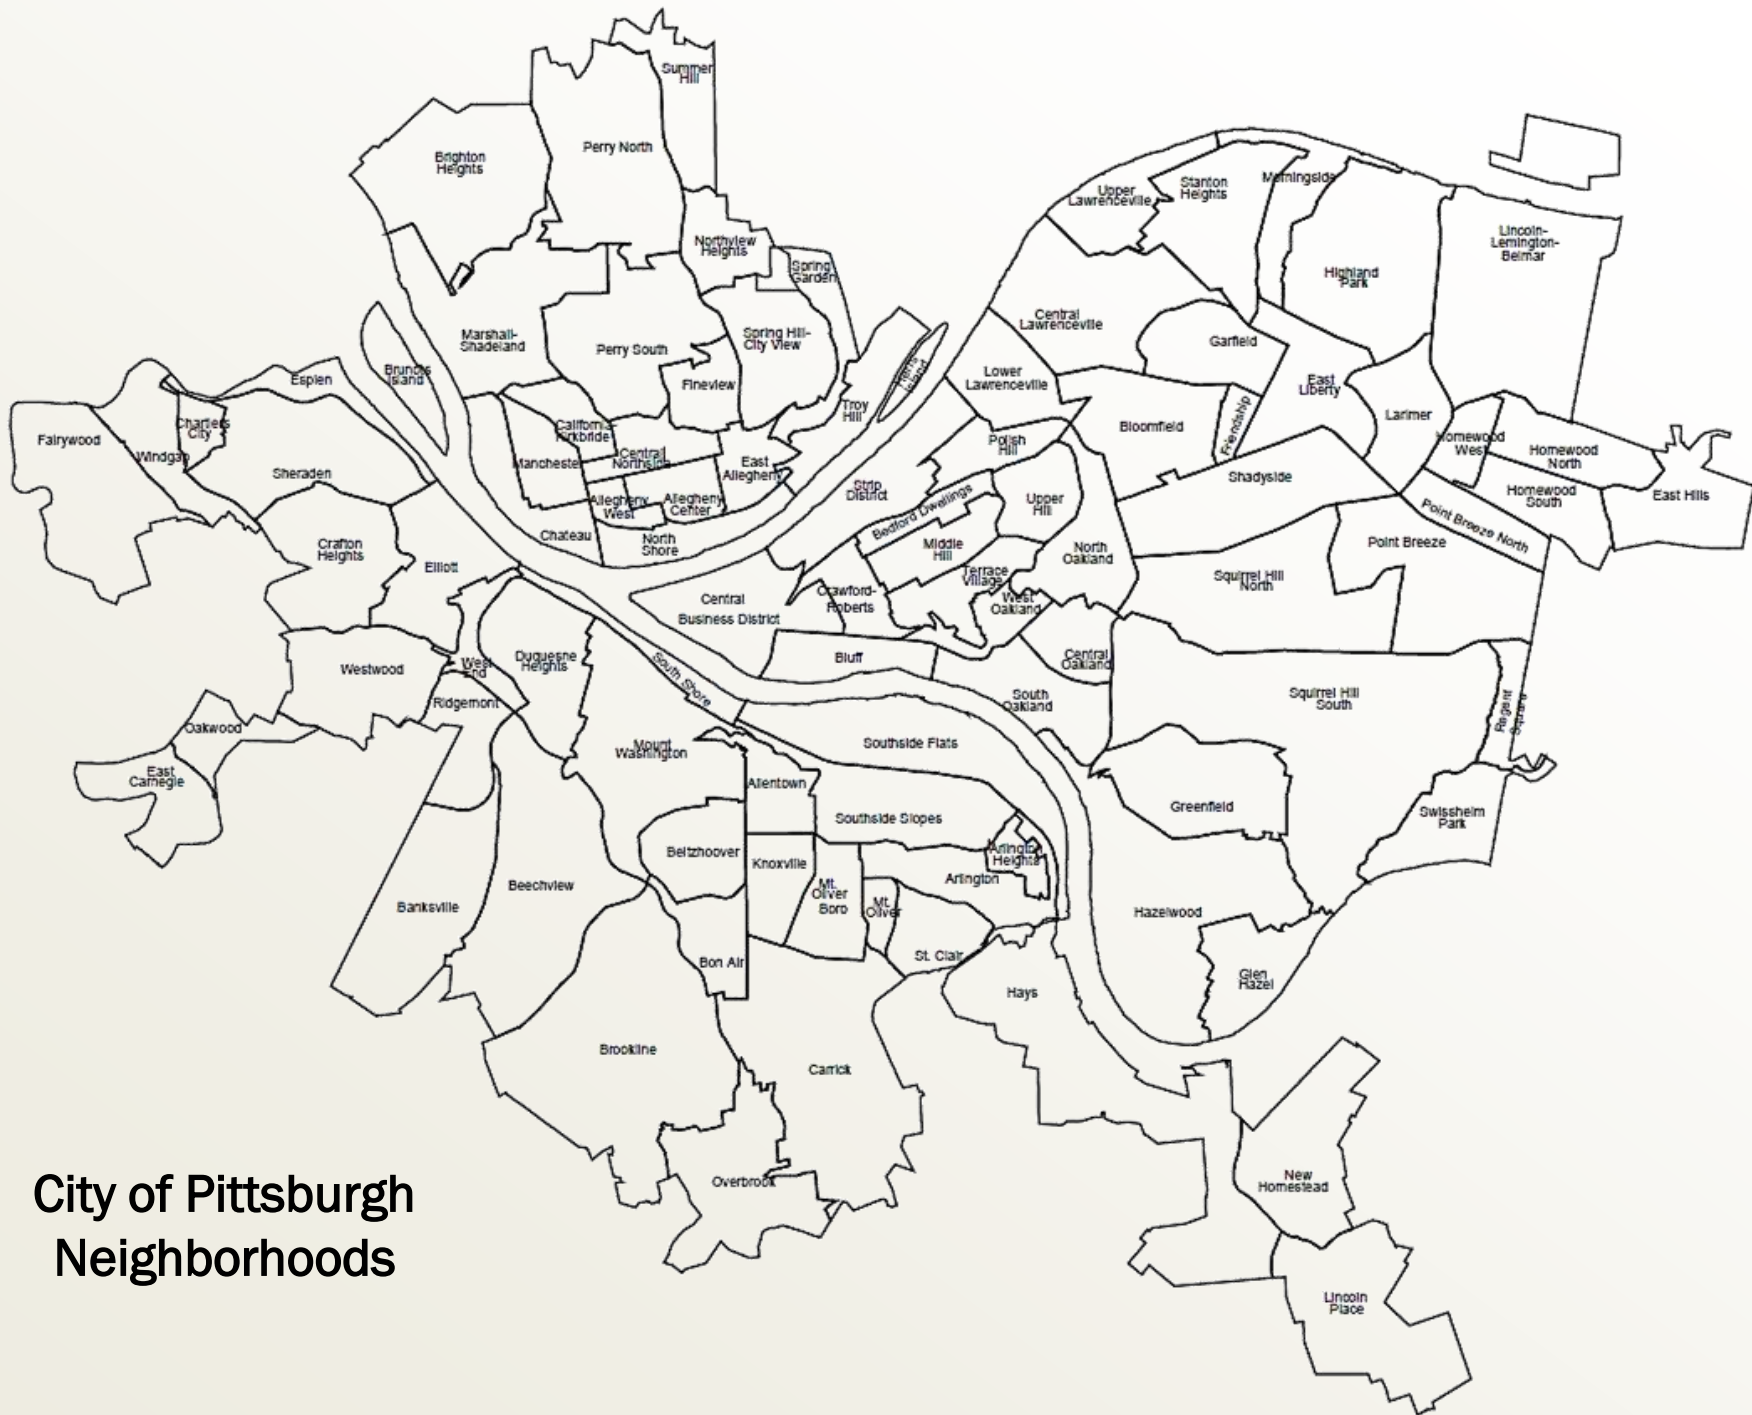 Summer
Hill
Perry North
Brighton
Heights
Upper
Lawrenceville
Stanton
Heights
Morningside
Northview
Heights
Spring
Garden
Lincoln-
Lemington-
Belmar
Highland
Park
Central
Lawrenceville
Marshall-
Shadeland
Perry South
Spring Hill-
City View
Garfield
Brunots
Island
Esplen
Fineview
Herrs
Island
Lower
Lawrenceville
East
Liberty
Troy
Hill
Larimer
Fairywood
Windgap
Chartiers
City
California-
Kirkbride
Bloomfield
Friendship
Polish
Hill
Homewood
West
Homewood
North
Manchester
Central
Northside
East
Allegheny
Sheraden
Strip
District
Shadyside
Homewood
South
East Hills
Allegheny
West
Allegheny
Center
Bedford Dwellings
Upper
Hill
Point Breeze North
Chateau
North
Shore
Crafton
Heights
Middle
Hill
North
Oakland
Point Breeze
Elliott
Terrace
Village
Squirrel Hill
North
Central
Business District
Crawford-
Roberts
West
Oakland
Westwood
West
End
Duquesne
Heights
South Shore
Bluff
Central
Oakland
Ridgemont
South
Oakland
Squirrel Hill
South
Regent
Square
Oakwood
Mount
Washington
Southside Flats
East
Carnegie
Allentown
Greenfield
Swisshelm
Park
Southside Slopes
Beltzhoover
Knoxville
Arlington
Heights
Arlington
Beechview
Mt.
Oliver
Boro
Mt.
Oliver
Banksville
Hazelwood
Bon Air
St. Clair
Glen
Hazel
Hays
Brookline
Carrick
Overbrook
New
Homestead
Lincoln
Place
City of Pittsburgh
Neighborhoods